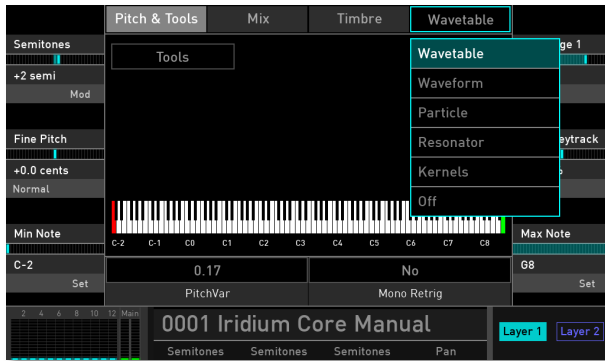 Pitch & Tools Mix Timbre Wavetable
Semitones
Tools
Wavetable
ge 1
+2 semi
Waveform
Mod
Particle
Fine Pitch
Resonator
eytrack
+0.0 cents
Kernels
Normal
Off
Min Note
C-2 C-1 C0 C1 C2 C3 C4 C5 C6 C7 C8
Max Note
C-2
0.17
No
G8
Set
PitchVar
Mono Retrig
Set
2 4 6 8 10 12 Main
0001 Iridium Core Manual
Layer 1
Layer 2
Semitones Semitones Semitones Pan